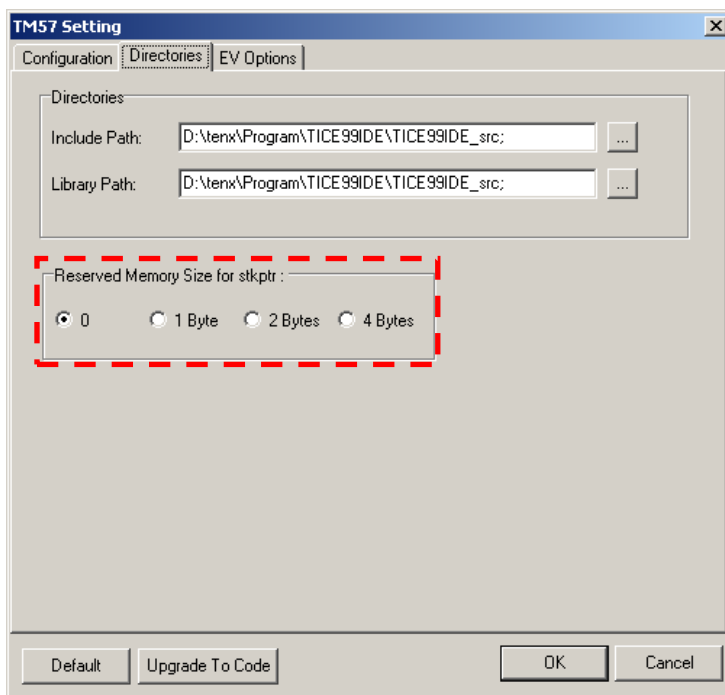 TM57 Setting
Configuration Directories EV Options
Directories
Include Path: D:\tenx\Program\TICE99IDE\TICE99IDE_src; ...
Library Path: D:\tenx\Program\TICE99IDE\TICE99IDE_src; ...
Reserved Memory Size for stkptr :
0 1 Byte 2 Bytes 4 Bytes
Default Upgrade To Code OK Cancel